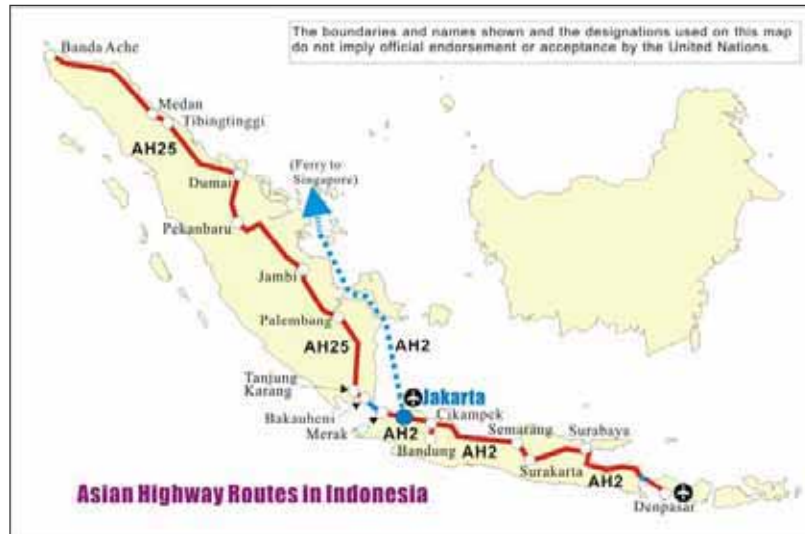 The boundaries and names shown and the designations used on this map
do not imply official endorsement or acceptance by the United Nations.
Banda Ache
Medan
Tibingtinggi
AH25
Dumai
(Ferry to
Singapore)
Pekanbaru
Jambi
Palembang
AH25
AH2
Tanjung
Karang
Jakarta
Bakauheni
Merak
AH2
Cikampek
Bandung
AH2
Semarang
Surabaya
Surakarta
AH2
Denpasar
Asian Highway Routes in Indonesia